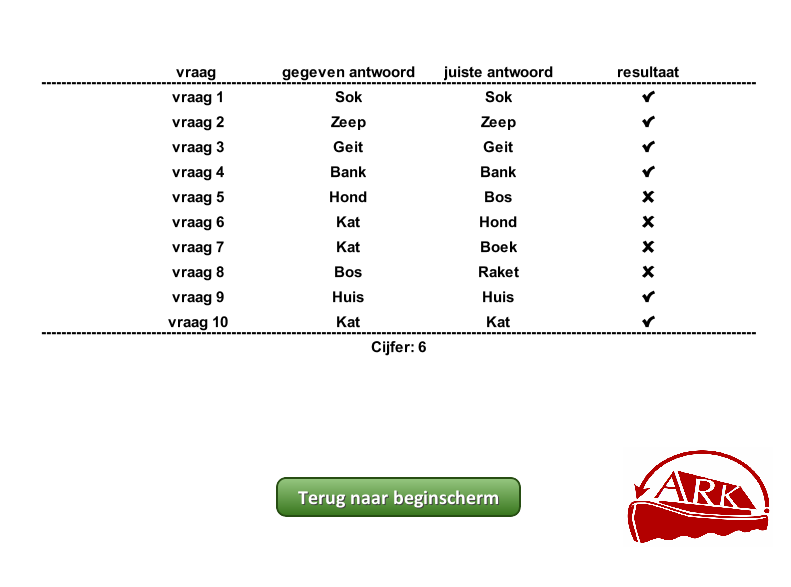 vraag gegeven antwoord juiste antwoord resultaat
vraag 1 Sok Sok ✔
vraag 2 Zeep Zeep ✔
vraag 3 Geit Geit ✔
vraag 4 Bank Bank ✔
vraag 5 Hond Bos ✘
vraag 6 Kat Hond ✘
vraag 7 Kat Boek ✘
vraag 8 Bos Raket ✘
vraag 9 Huis Huis ✔
vraag 10 Kat Kat ✔
Cijfer: 6
Terug naar beginscherm
ARK